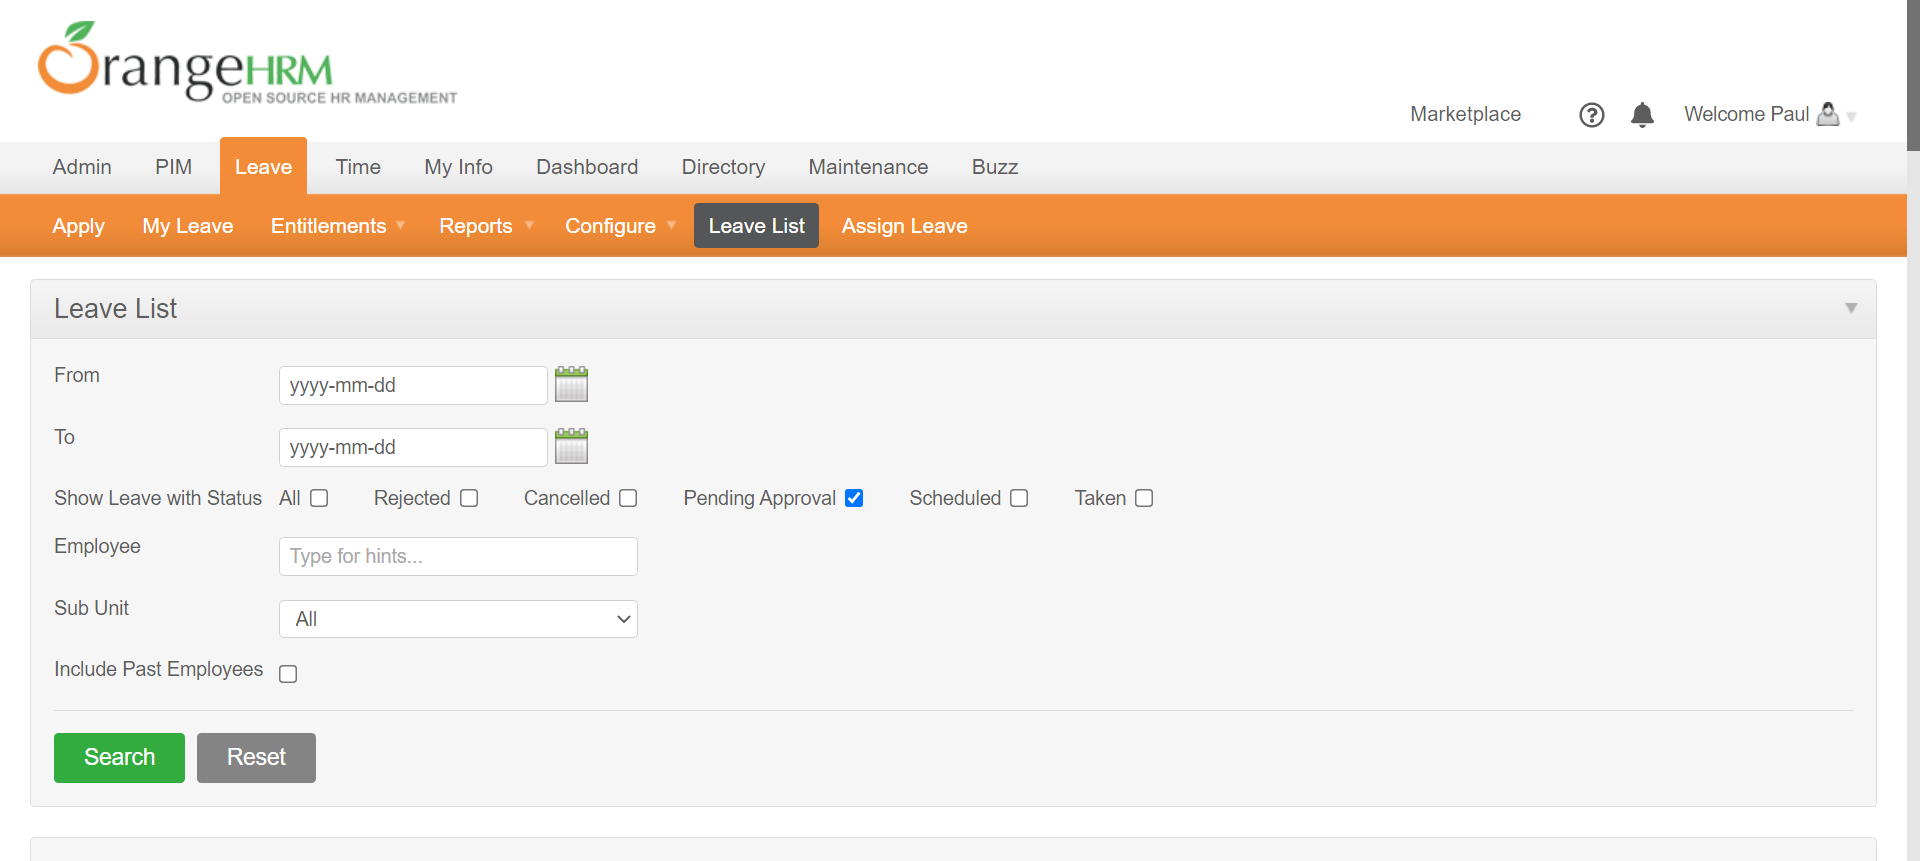 OrangeHRM
OPEN SOURCE HR MANAGEMENT
Marketplace ? Welcome Paul
Admin PIM Leave Time My Info Dashboard Directory Maintenance Buzz
Apply My Leave Entitlements Reports Configure Leave List Assign Leave
Leave List
From yyyy-mm-dd
To yyyy-mm-dd
Show Leave with Status All Rejected Cancelled Pending Approval Scheduled Taken
Employee Type for hints...
Sub Unit All
Include Past Employees
Search Reset